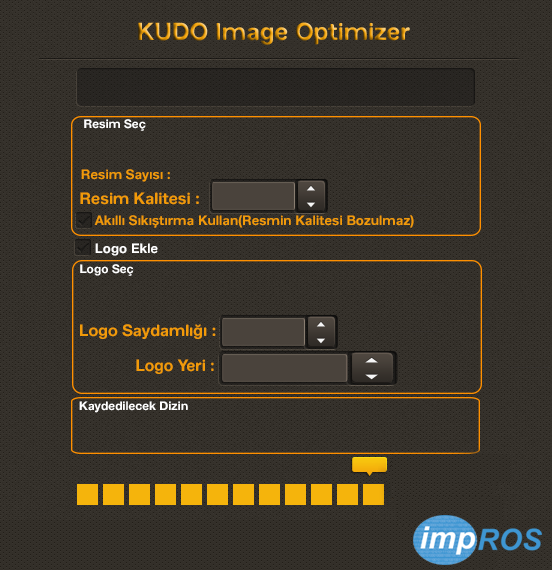 KUDO Image Optimizer
Resim Seç
Resim Sayısı :
Resim Kalitesi :
Akıllı Sıkıştırma Kullan(Resmin Kalitesi Bozulmaz)
Logo Ekle
Logo Seç
Logo Saydamlığı :
Logo Yeri :
Kaydedilecek Dizin
impROS